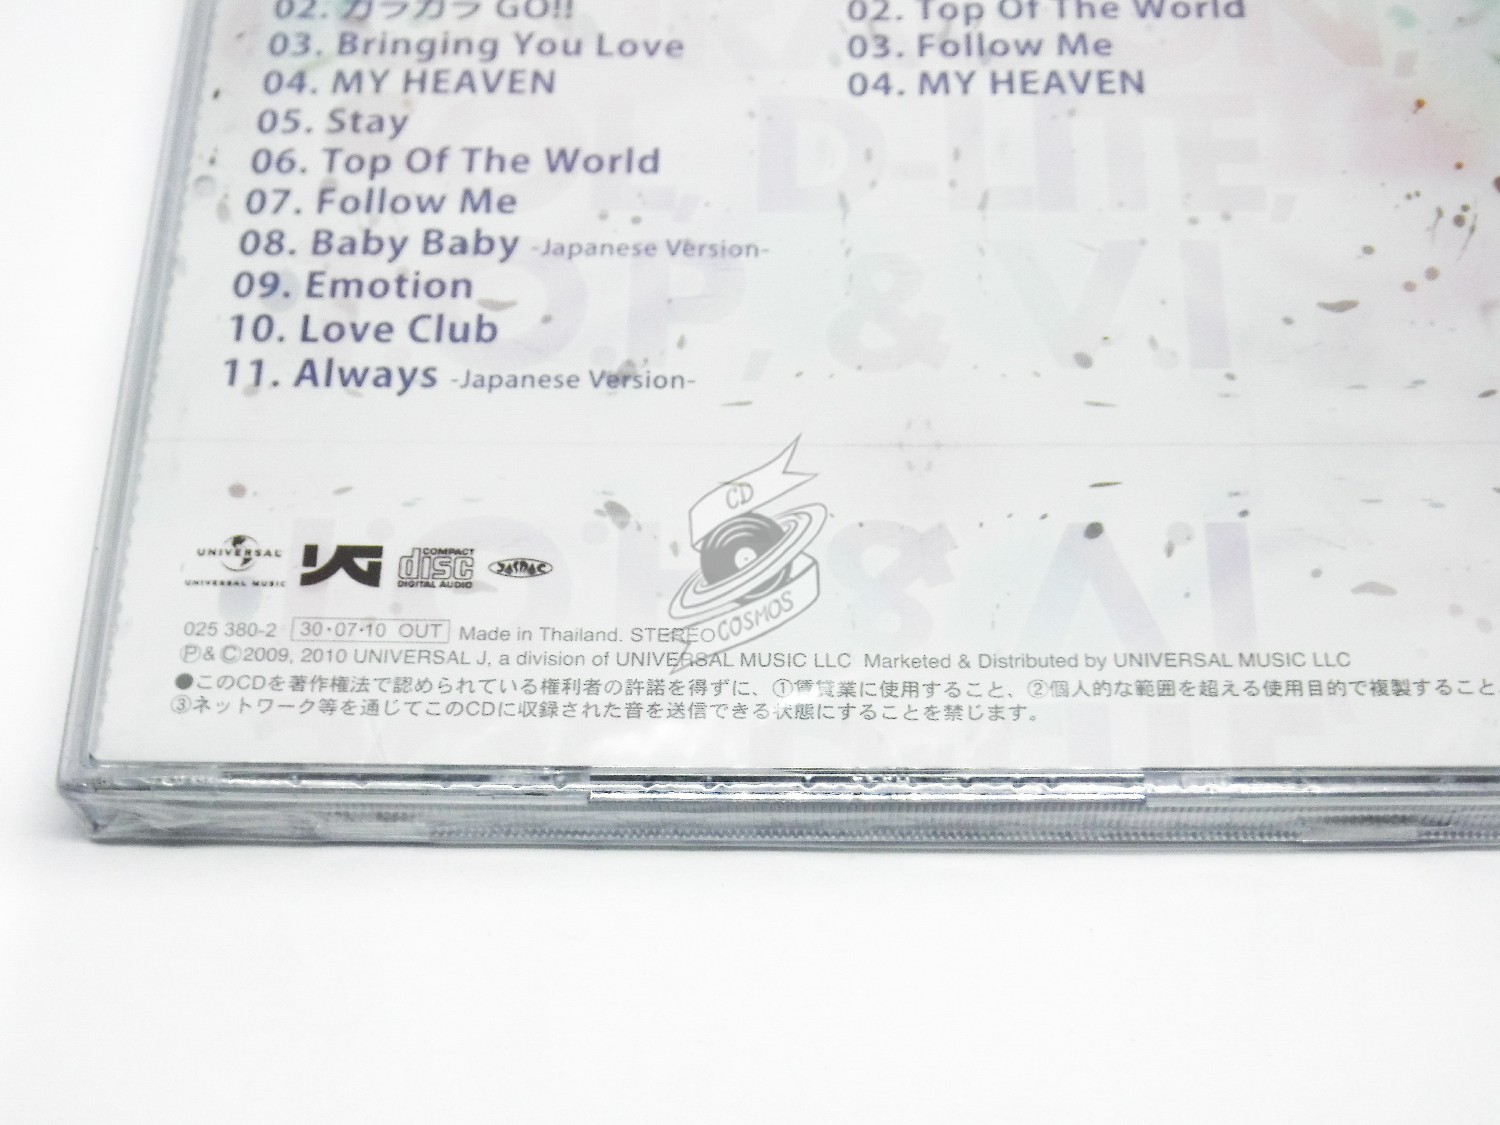 02. ガラガラ GO!!
03. Bringing You Love
04. MY HEAVEN
05. Stay
06. Top Of The World
07. Follow Me
08. Baby Baby -Japanese Version-
09. Emotion
10. Love Club
11. Always -Japanese Version-
02. Top Of The World
03. Follow Me
04. MY HEAVEN
D-LITE,
T.O.P, & V.I
CD
COSMOS
UNIVERSAL
UNIVERSAL MUSIC
YG
COMPACT
disc
DIGITAL AUDIO
JASRAC
025 380-2 30·07·10 OUT Made in Thailand. STEREO
Ⓟ& Ⓒ2009, 2010 UNIVERSAL J, a division of UNIVERSAL MUSIC LLC Marketed & Distributed by UNIVERSAL MUSIC LLC
●このCDを著作権法で認められている権利者の許諾を得ずに、①賃貸業に使用すること、②個人的な範囲を超える使用目的で複製すること、
③ネットワーク等を通じてこのCDに収録された音を送信できる状態にすることを禁じます。